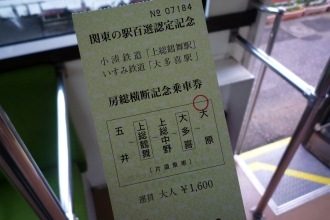 № 07184
関東の駅百選認定記念
小湊鉄道「上総鶴舞駅」
いすみ鉄道「大多喜駅」
房総横断記念乗車券
大原
大多喜
上総中野
上総鶴舞
五井
(片道乗車)
運賃 大人 ¥1,600